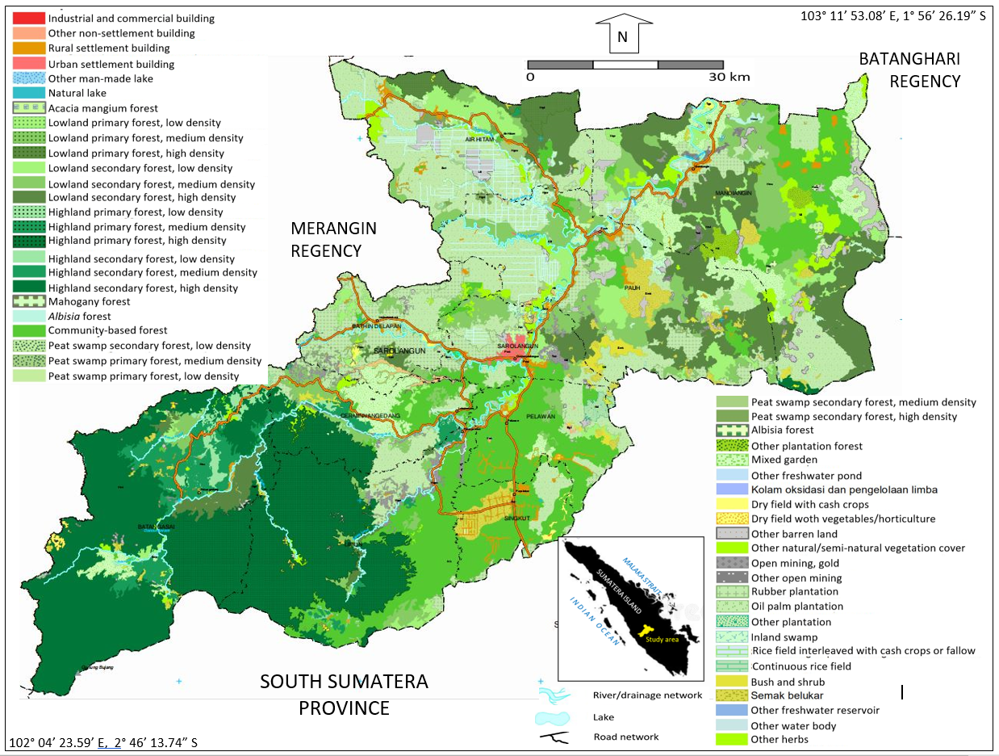 Industrial and commercial building
Other non-settlement building
Rural settlement building
Urban settlement building
Other man-made lake
Natural lake
Acacia mangium forest
Lowland primary forest, low density
Lowland primary forest, medium density
Lowland primary forest, high density
Lowland secondary forest, low density
Lowland secondary forest, medium density
Lowland secondary forest, high density
Highland primary forest, low density
Highland primary forest, medium density
Highland primary forest, high density
Highland secondary forest, low density
Highland secondary forest, medium density
Highland secondary forest, high density
Mahogany forest
Albisia forest
Community-based forest
Peat swamp secondary forest, low density
Peat swamp primary forest, medium density
Peat swamp primary forest, low density
N
0 30 km
103° 11’ 53.08’ E, 1° 56’ 26.19” S
BATANGHARI
REGENCY
MERANGIN
REGENCY
AIR HITAM
MANDIANGIN
PAUH
BATHIN DELAPAN
SAROLANGUN
SAROLANGUN
CERMINNANGEDANG
PELAWAN
BATANGASAI
SINGKUT
Gunung Bujang
SOUTH SUMATERA
PROVINCE
102° 04’ 23.59’ E, 2° 46’ 13.74” S
MALAKA STRAIT
SUMATERA ISLAND
INDIAN OCEAN
Study area
S
River/drainage network
Lake
Road network
Peat swamp secondary forest, medium density
Peat swamp secondary forest, high density
Albisia forest
Other plantation forest
Mixed garden
Other freshwater pond
Kolam oksidasi dan pengelolaan limba
Dry field with cash crops
Dry field woth vegetables/horticulture
Other barren land
Other natural/semi-natural vegetation cover
Open mining, gold
Other open mining
Rubber plantation
Oil palm plantation
Other plantation
Inland swamp
Rice field interleaved with cash crops or fallow
Continuous rice field
Bush and shrub
Semak belukar
Other freshwater reservoir
Other water body
Other herbs